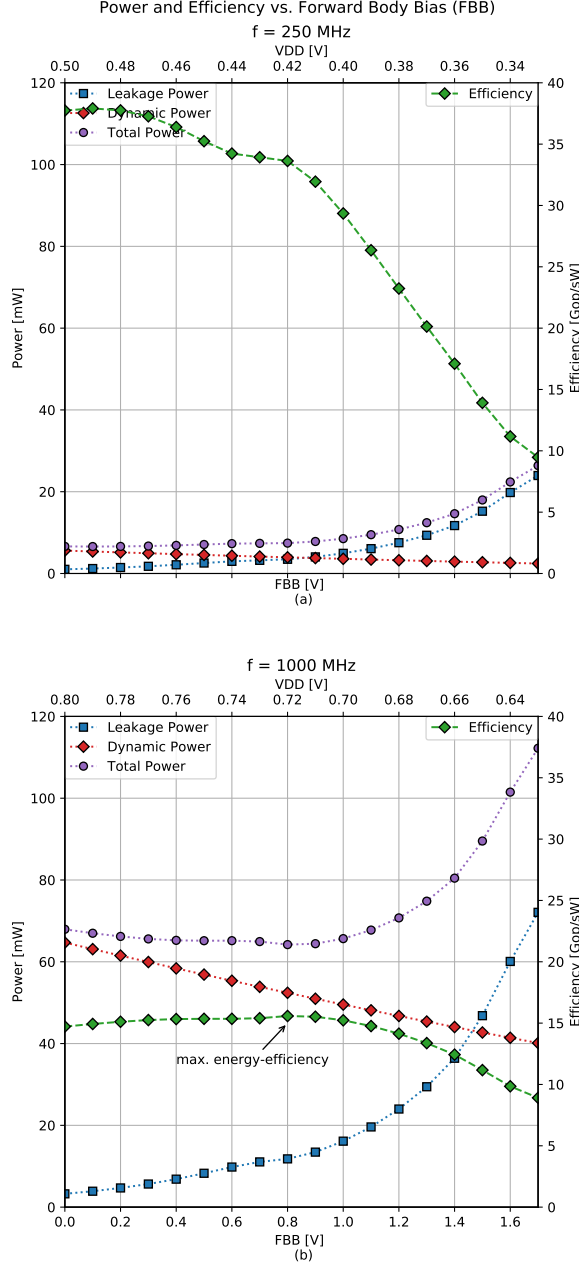 Power and Efficiency vs. Forward Body Bias (FBB)
f = 250 MHz
VDD [V]
0.50 0.48 0.46 0.44 0.42 0.40 0.38 0.36 0.34
120
100
80
60
40
20
0
Power [mW]
Leakage Power
Dynamic Power
Total Power
Efficiency
40
35
30
25
20
15
10
5
0
Efficiency [Gop/sW]
FBB [V]
(a)
f = 1000 MHz
VDD [V]
0.80 0.78 0.76 0.74 0.72 0.70 0.68 0.66 0.64
120
100
80
60
40
20
0
Power [mW]
Leakage Power
Dynamic Power
Total Power
Efficiency
max. energy-efficiency
40
35
30
25
20
15
10
5
0
Efficiency [Gop/sW]
0.0 0.2 0.4 0.6 0.8 1.0 1.2 1.4 1.6
FBB [V]
(b)